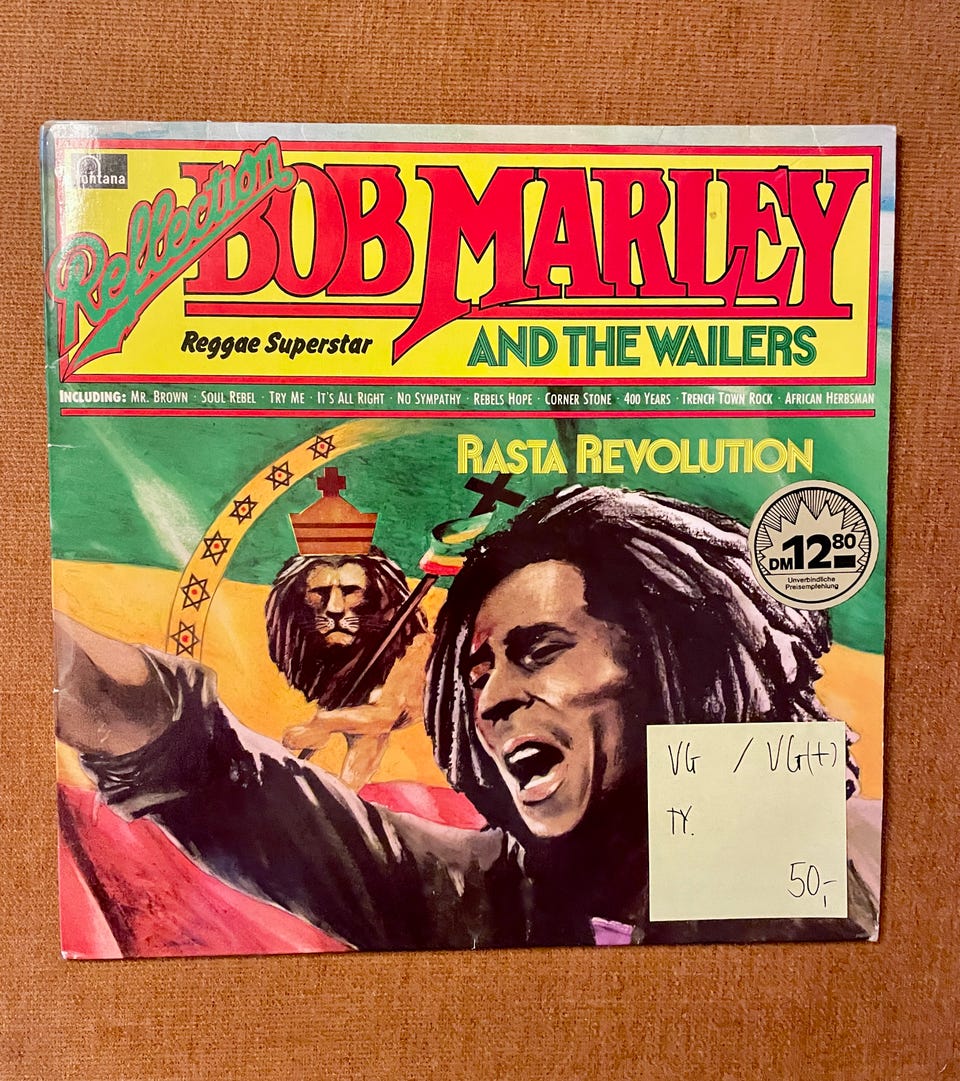 fontana
Reflection
BOB MARLEY
Reggae Superstar
AND THE WAILERS
INCLUDING: MR. BROWN · SOUL REBEL · TRY ME · IT'S ALL RIGHT · NO SYMPATHY · REBELS HOPE · CORNER STONE · 400 YEARS · TRENCH TOWN ROCK · AFRICAN HERBSMAN
RASTA REVOLUTION
DM 12 80
Unverbindliche
Preisempfehlung
VG / VG(+)
TY.
50,-